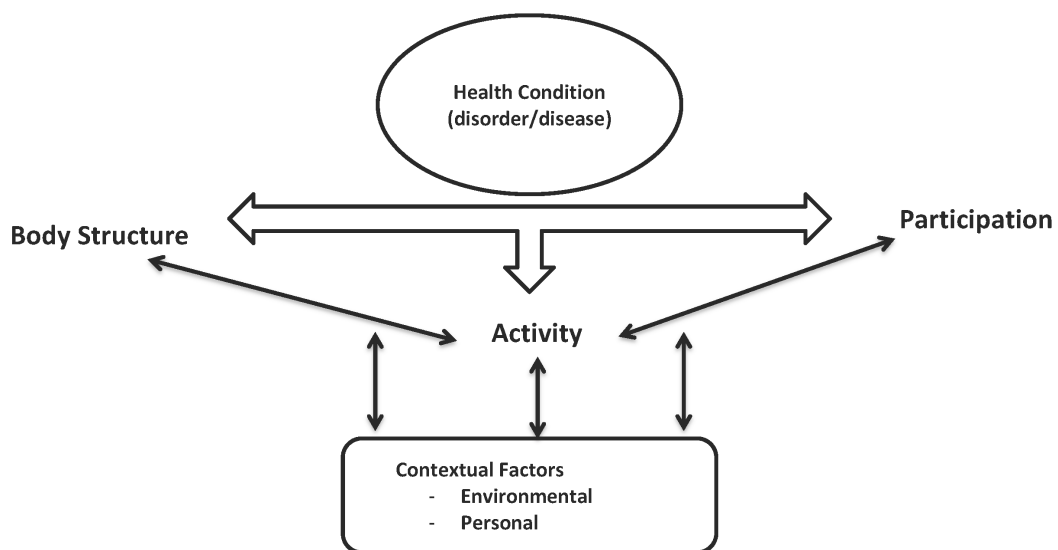 Health Condition
(disorder/disease)
Body Structure
Participation
Activity
Contextual Factors
- Environmental
- Personal